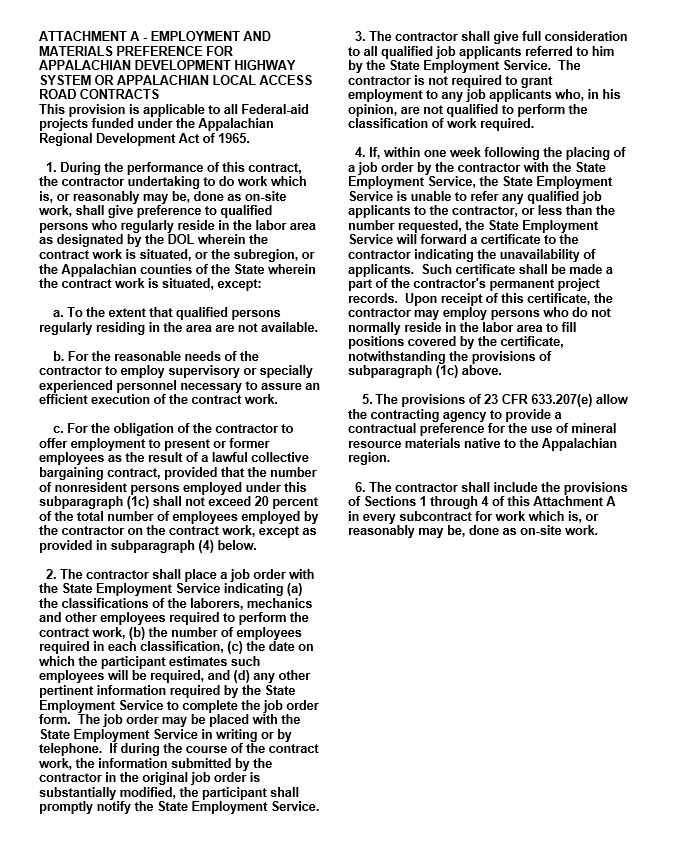 ATTACHMENT A - EMPLOYMENT AND
MATERIALS PREFERENCE FOR
APPALACHIAN DEVELOPMENT HIGHWAY
SYSTEM OR APPALACHIAN LOCAL ACCESS
ROAD CONTRACTS
This provision is applicable to all Federal-aid
projects funded under the Appalachian
Regional Development Act of 1965.
1. During the performance of this contract,
the contractor undertaking to do work which
is, or reasonably may be, done as on-site
work, shall give preference to qualified
persons who regularly reside in the labor area
as designated by the DOL wherein the
contract work is situated, or the subregion, or
the Appalachian counties of the State wherein
the contract work is situated, except:
a. To the extent that qualified persons
regularly residing in the area are not available.
b. For the reasonable needs of the
contractor to employ supervisory or specially
experienced personnel necessary to assure an
efficient execution of the contract work.
c. For the obligation of the contractor to
offer employment to present or former
employees as the result of a lawful collective
bargaining contract, provided that the number
of nonresident persons employed under this
subparagraph (1c) shall not exceed 20 percent
of the total number of employees employed by
the contractor on the contract work, except as
provided in subparagraph (4) below.
2. The contractor shall place a job order with
the State Employment Service indicating (a)
the classifications of the laborers, mechanics
and other employees required to perform the
contract work, (b) the number of employees
required in each classification, (c) the date on
which the participant estimates such
employees will be required, and (d) any other
pertinent information required by the State
Employment Service to complete the job order
form.  The job order may be placed with the
State Employment Service in writing or by
telephone.  If during the course of the contract
work, the information submitted by the
contractor in the original job order is
substantially modified, the participant shall
promptly notify the State Employment Service.
3. The contractor shall give full consideration
to all qualified job applicants referred to him
by the State Employment Service.  The
contractor is not required to grant
employment to any job applicants who, in his
opinion, are not qualified to perform the
classification of work required.
4. If, within one week following the placing of
a job order by the contractor with the State
Employment Service, the State Employment
Service is unable to refer any qualified job
applicants to the contractor, or less than the
number requested, the State Employment
Service will forward a certificate to the
contractor indicating the unavailability of
applicants.  Such certificate shall be made a
part of the contractor's permanent project
records.  Upon receipt of this certificate, the
contractor may employ persons who do not
normally reside in the labor area to fill
positions covered by the certificate,
notwithstanding the provisions of
subparagraph (1c) above.
5. The provisions of 23 CFR 633.207(e) allow
the contracting agency to provide a
contractual preference for the use of mineral
resource materials native to the Appalachian
region.
6. The contractor shall include the provisions
of Sections 1 through 4 of this Attachment A
in every subcontract for work which is, or
reasonably may be, done as on-site work.